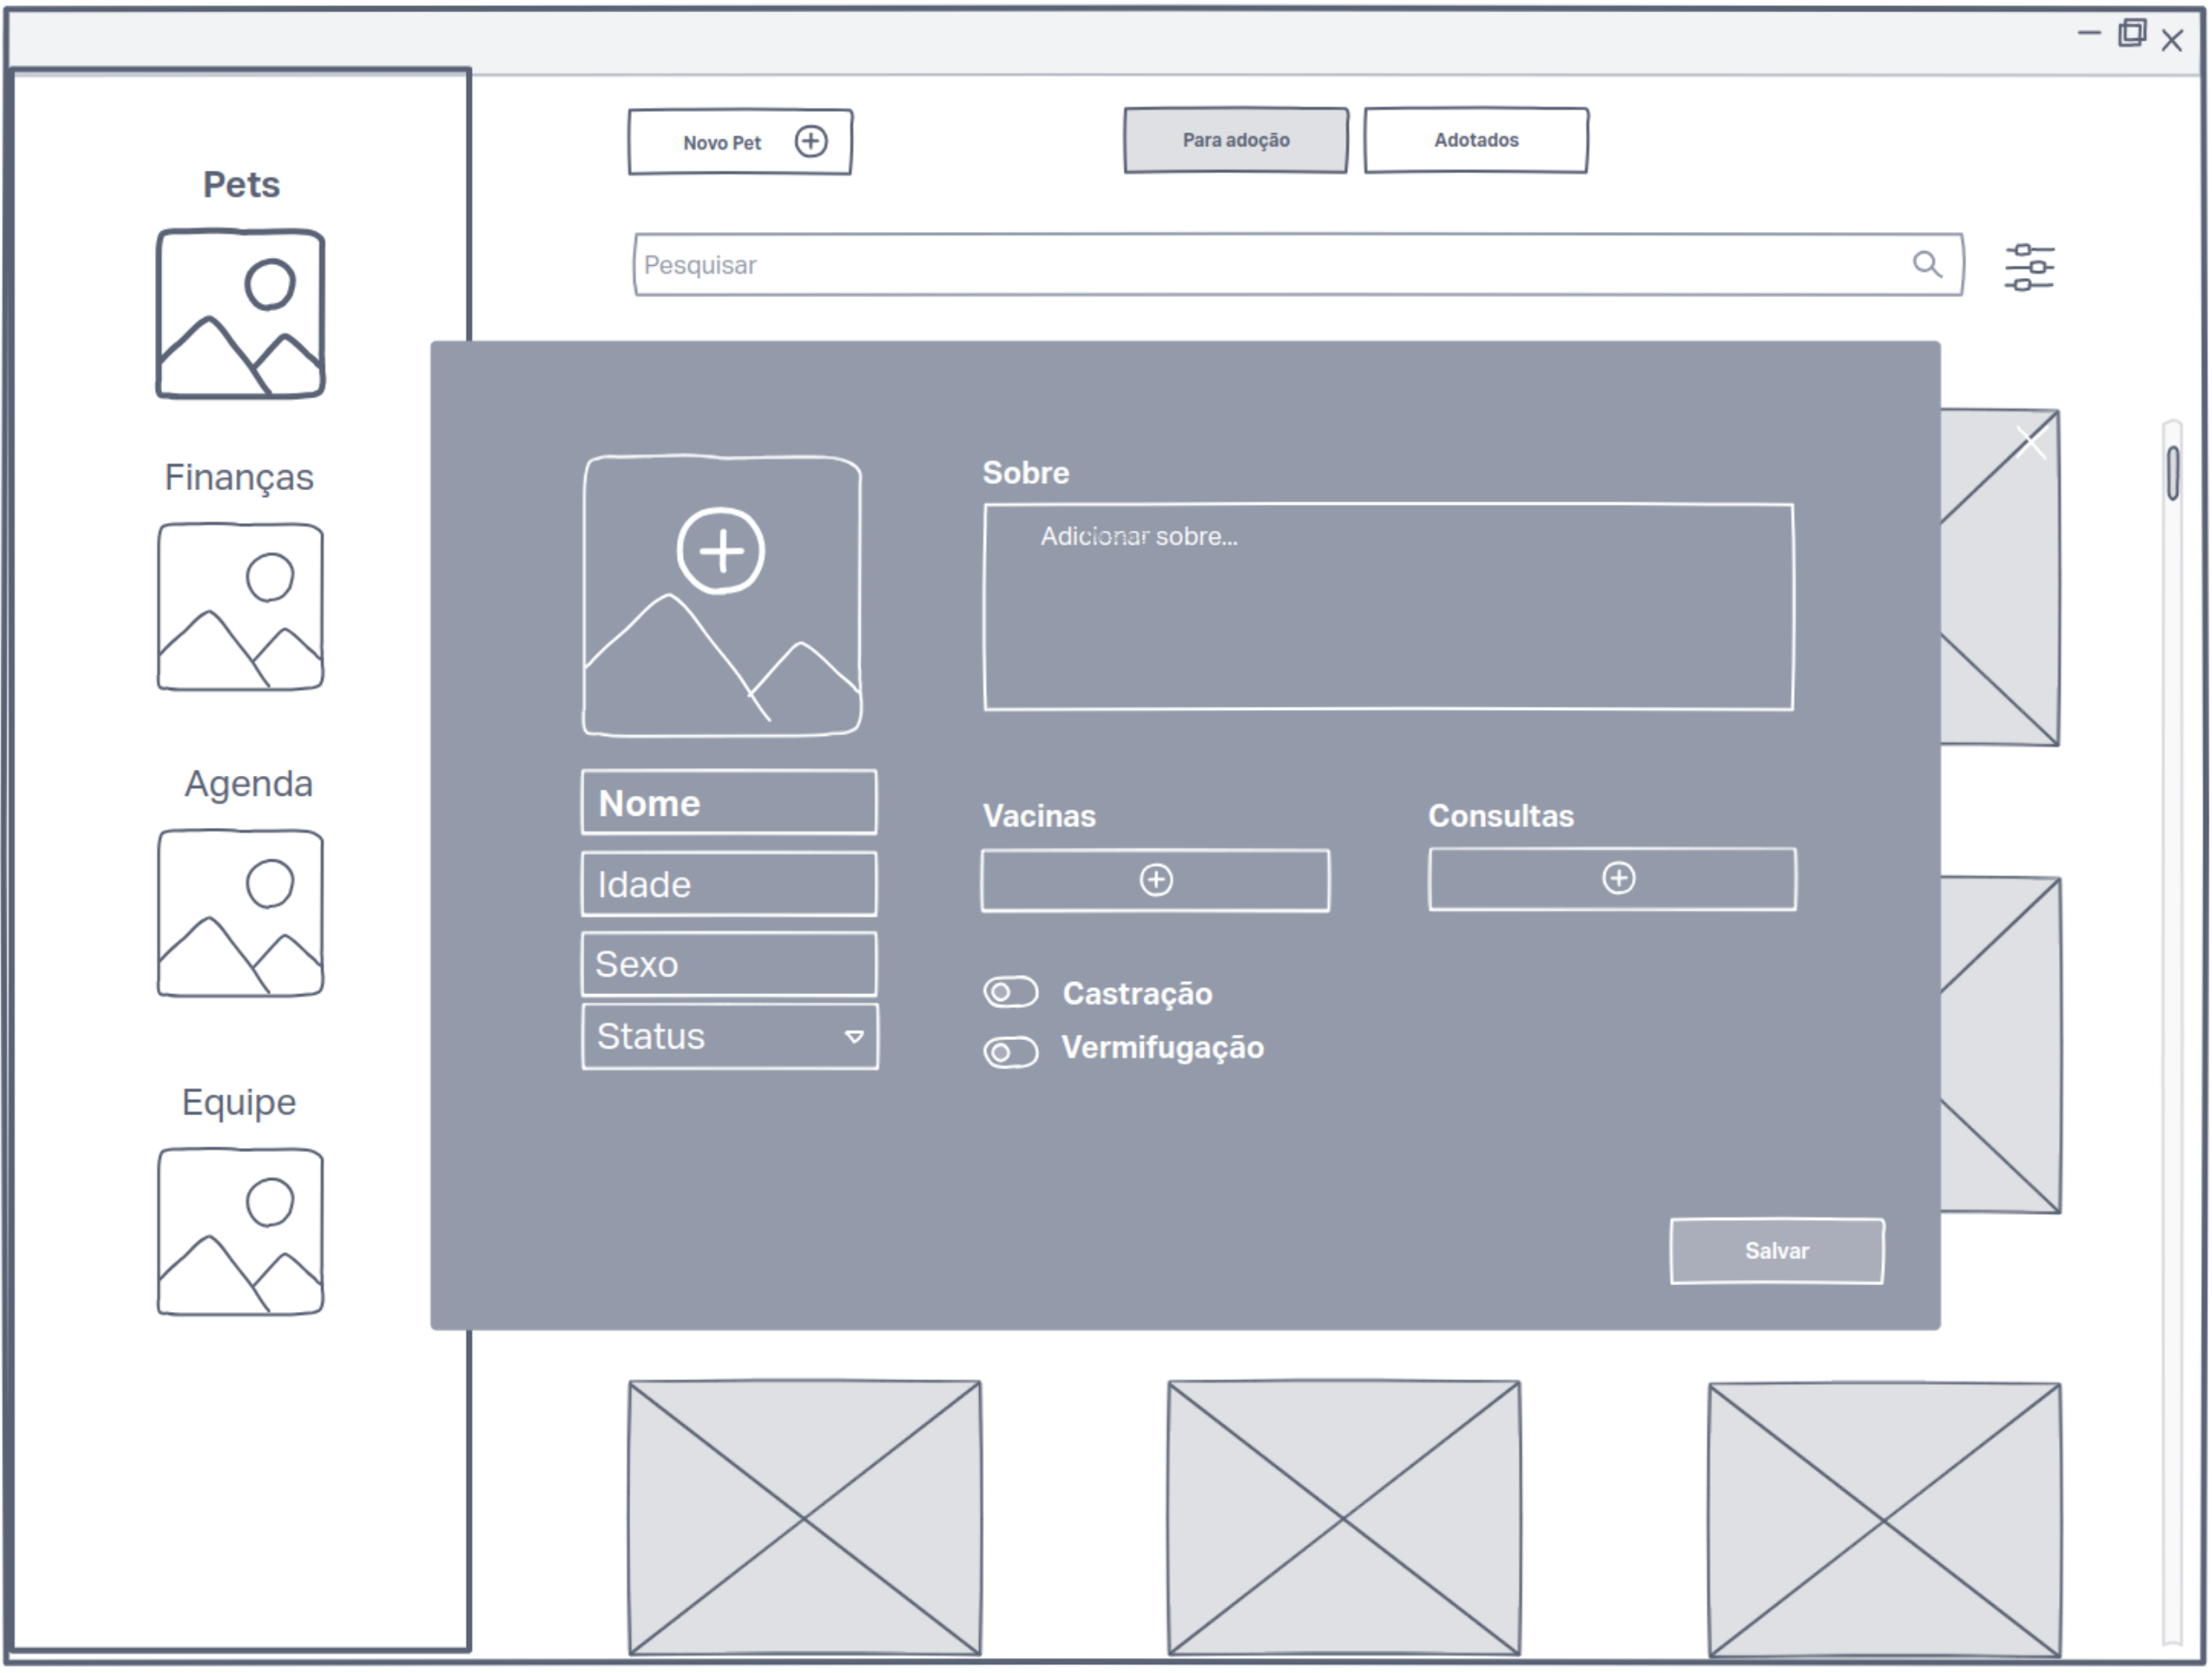 Novo Pet
Para adoção
Adotados
Pets
Pesquisar
Finanças
Agenda
Equipe
Sobre
Adicionar sobre...
Nome
Idade
Sexo
Status
Vacinas
Consultas
Castração
Vermifugação
Salvar